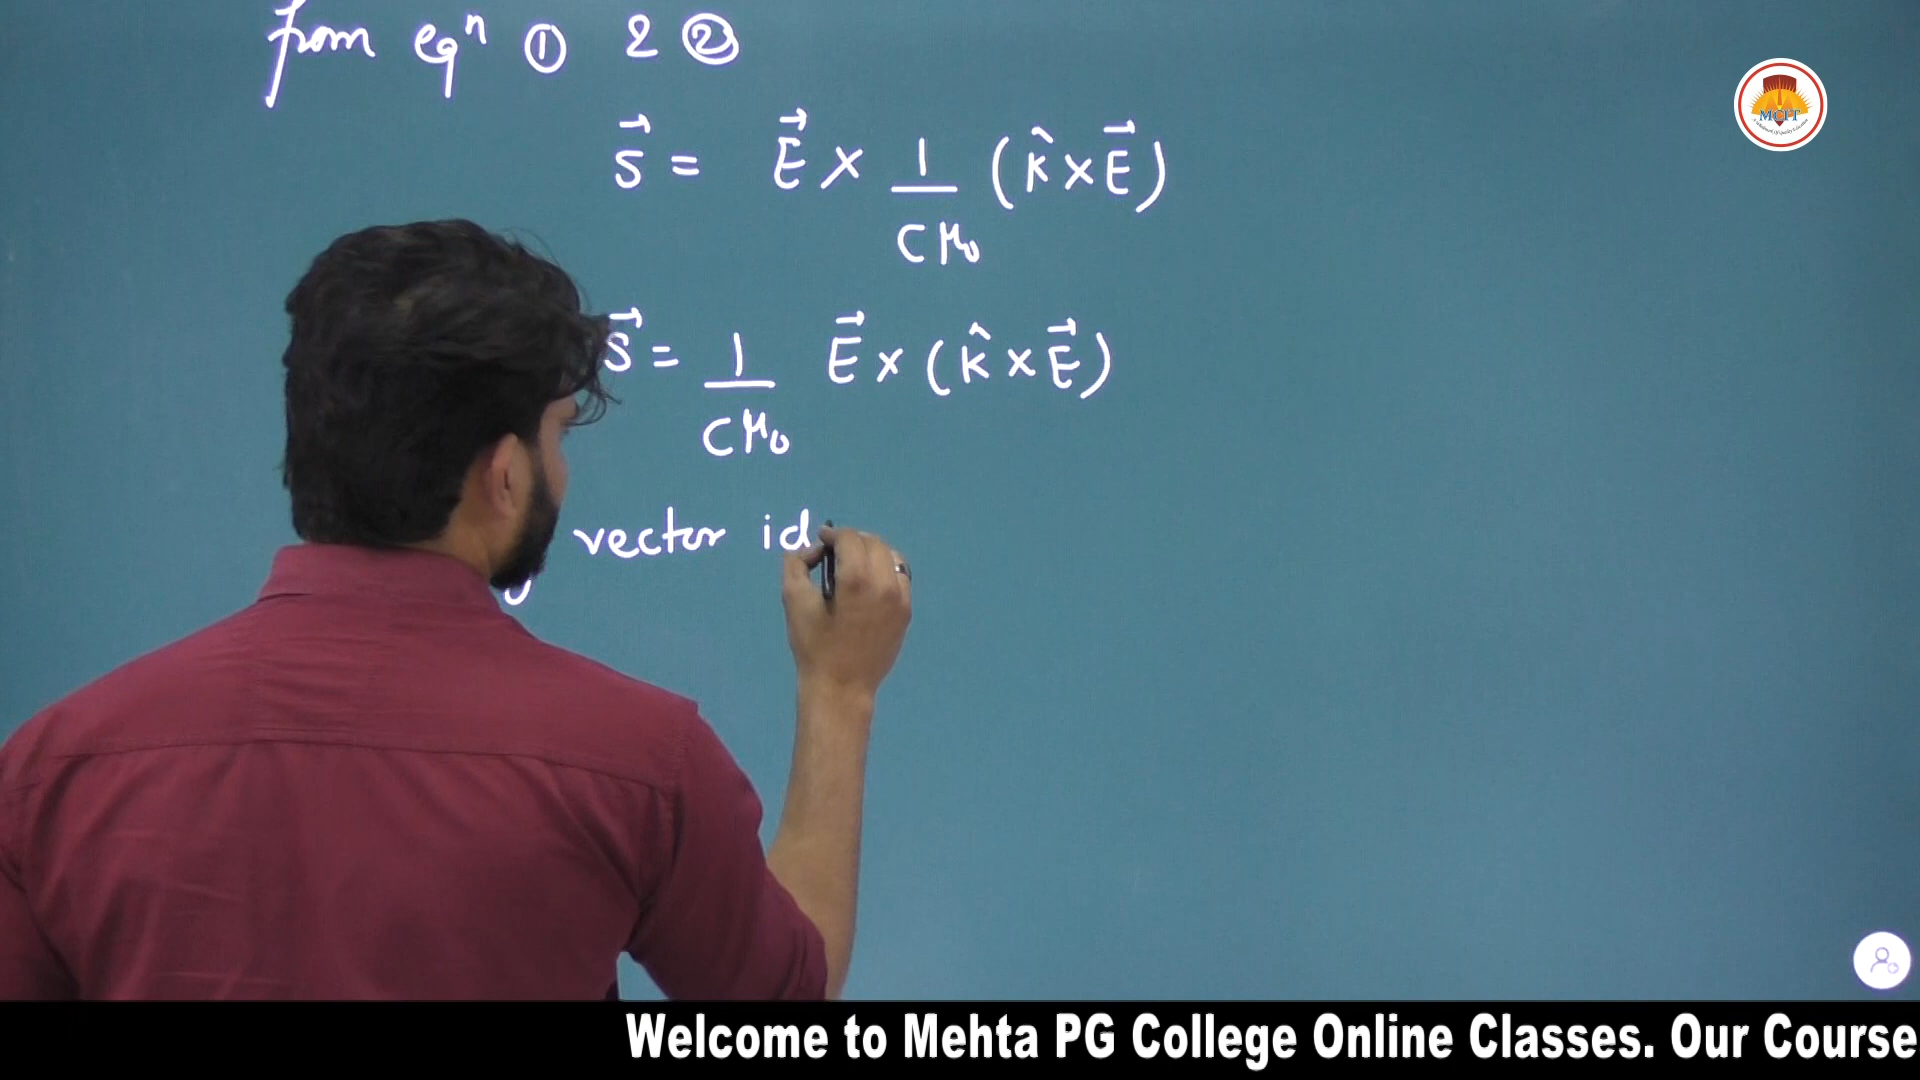 from eqⁿ ① & ②
S⃗ = E⃗ × 1/Cμ₀ (k̂ × E⃗)
S⃗ = 1/Cμ₀ E⃗ × (k̂ × E⃗)
vector id
MCPT
Welcome to Mehta PG College Online Classes. Our Course